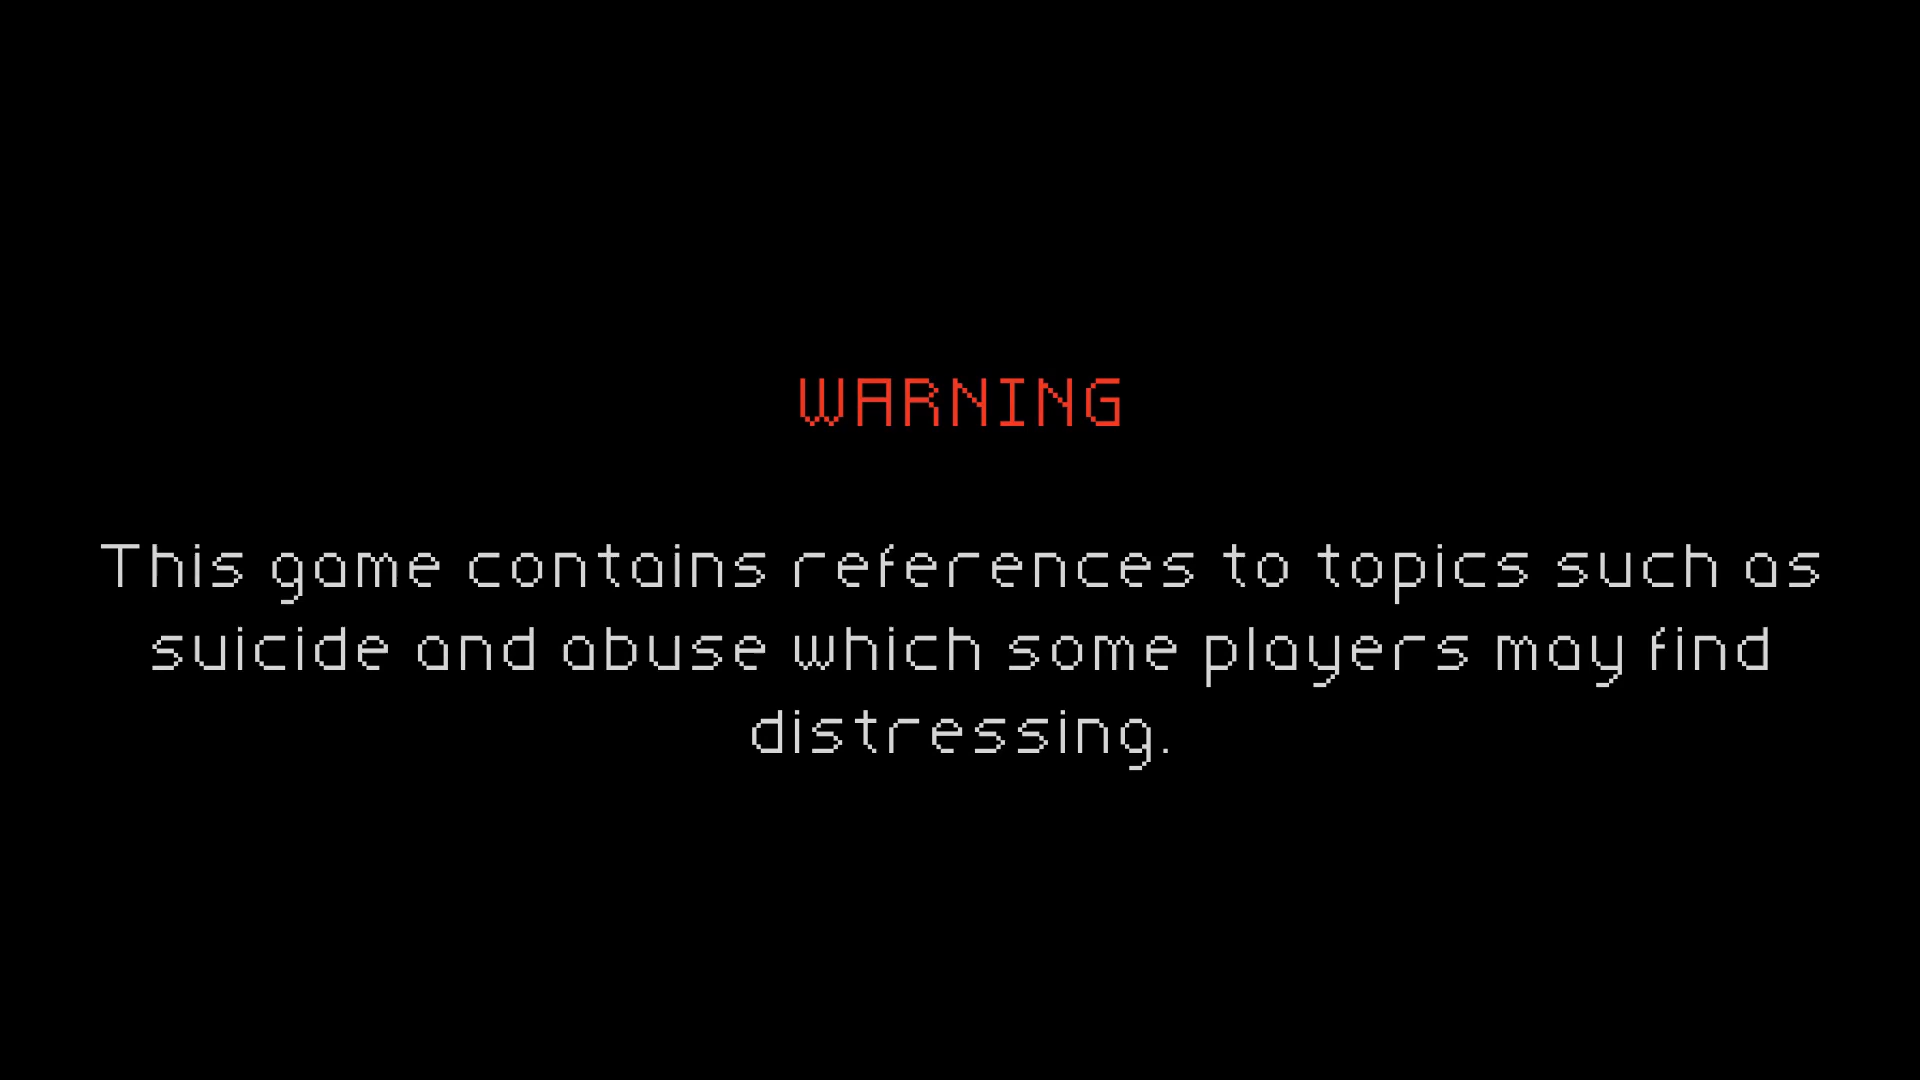 WARNING
This game contains references to topics such as
suicide and abuse which some players may find
distressing.